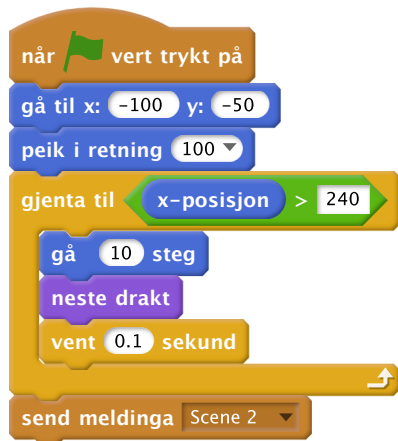 når vert trykt på
gå til x: -100 y: -50
peik i retning 100
gjenta til x-posisjon > 240
gå 10 steg
neste drakt
vent 0.1 sekund
send meldinga Scene 2